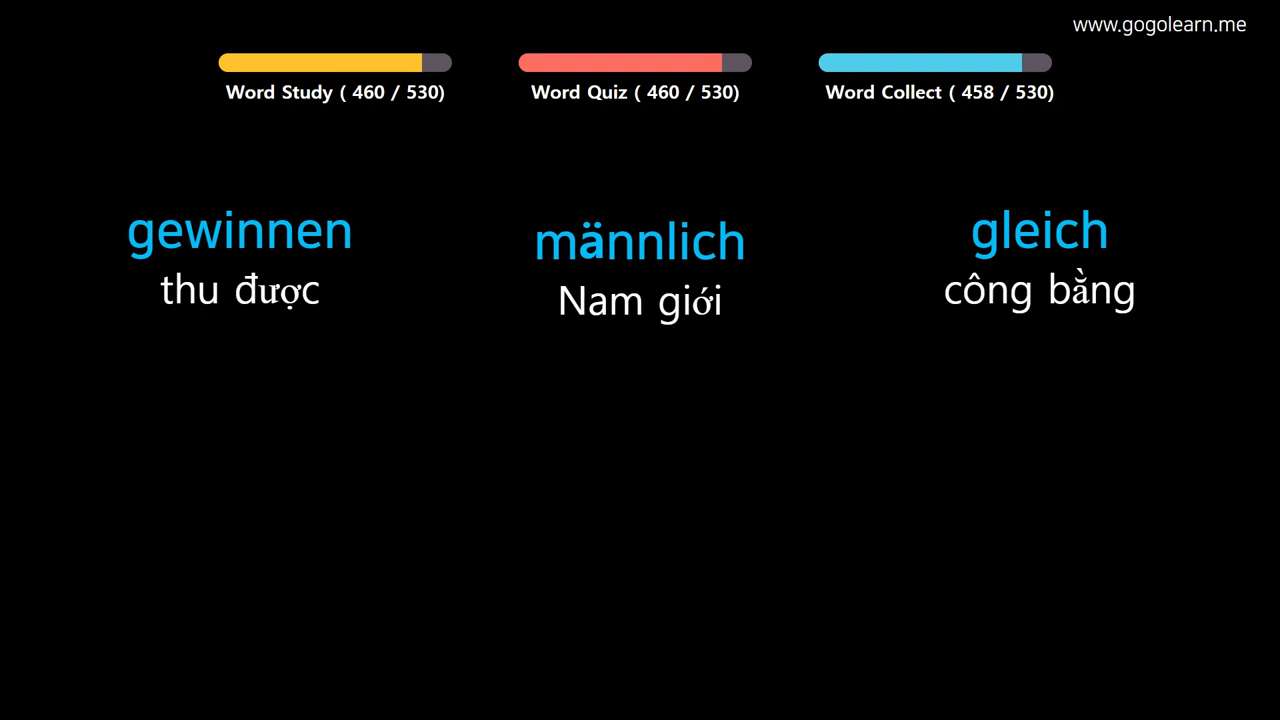 www.gogolearn.me
Word Study ( 460 / 530)
Word Quiz ( 460 / 530)
Word Collect ( 458 / 530)
gewinnen
thu được
männlich
Nam giới
gleich
công bằng